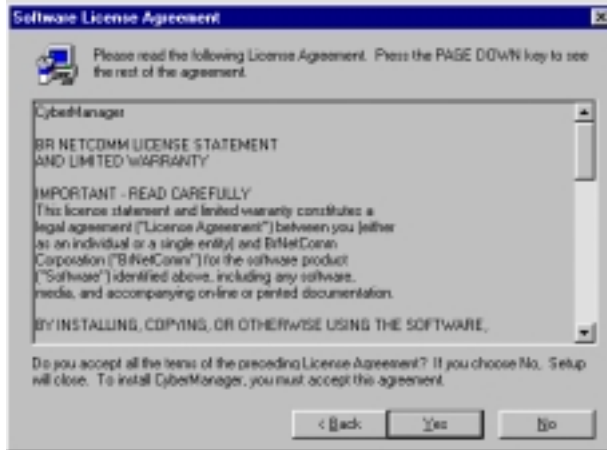 Software License Agreement
Please read the following License Agreement. Press the PAGE DOWN key to see
the rest of the agreement.
CyberManager
BR NETCOMM LICENSE STATEMENT
AND LIMITED WARRANTY
IMPORTANT - READ CAREFULLY
This license statement and limited warranty constitutes a
legal agreement ("License Agreement") between you (either
as an individual or a single entity) and BrNetComm
Corporation ("BrNetComm") for the software product
("Software") identified above, including any software,
media, and accompanying on-line or printed documentation.
BY INSTALLING, COPYING, OR OTHERWISE USING THE SOFTWARE,
Do you accept all the terms of the preceding License Agreement? If you choose No, Setup
will close. To install CyberManager, you must accept this agreement.
< Back Yes No